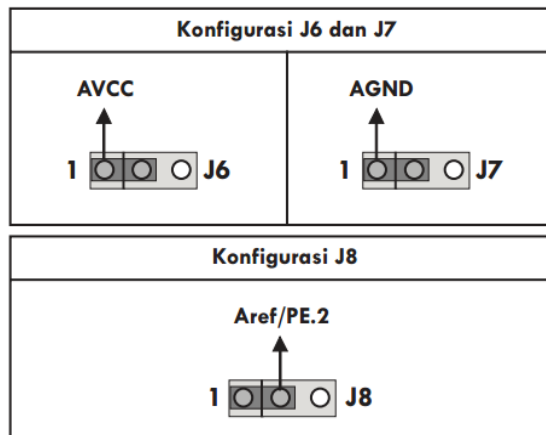 Konfigurasi J6 dan J7
AVCC
1 J6
AGND
1 J7
Konfigurasi J8
Aref/PE.2
1 J8